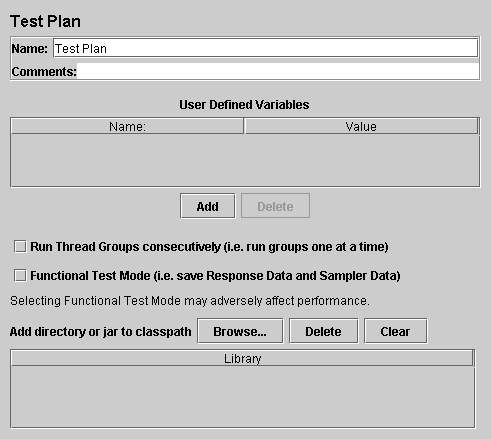 Test Plan
Name: Test Plan
Comments:
User Defined Variables
Name: Value
Add Delete
Run Thread Groups consecutively (i.e. run groups one at a time)
Functional Test Mode (i.e. save Response Data and Sampler Data)
Selecting Functional Test Mode may adversely affect performance.
Add directory or jar to classpath Browse... Delete Clear
Library